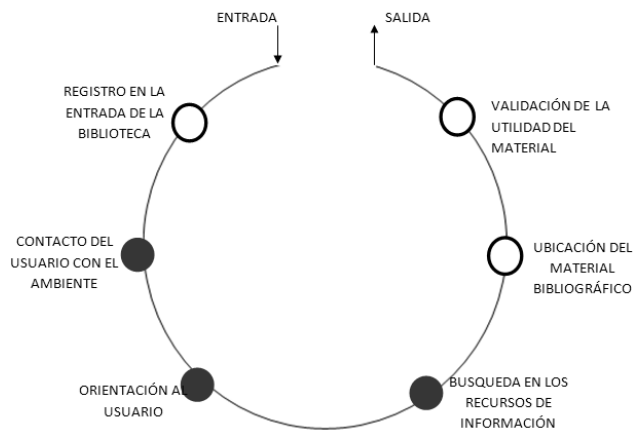 ENTRADA
SALIDA
REGISTRO EN LA
ENTRADA DE LA
BIBLIOTECA
VALIDACIÓN DE LA
UTILIDAD DEL
MATERIAL
CONTACTO DEL
USUARIO CON EL
AMBIENTE
UBICACIÓN DEL
MATERIAL
BIBLIOGRÁFICO
ORIENTACIÓN AL
USUARIO
BUSQUEDA EN LOS
RECURSOS DE
INFORMACIÓN